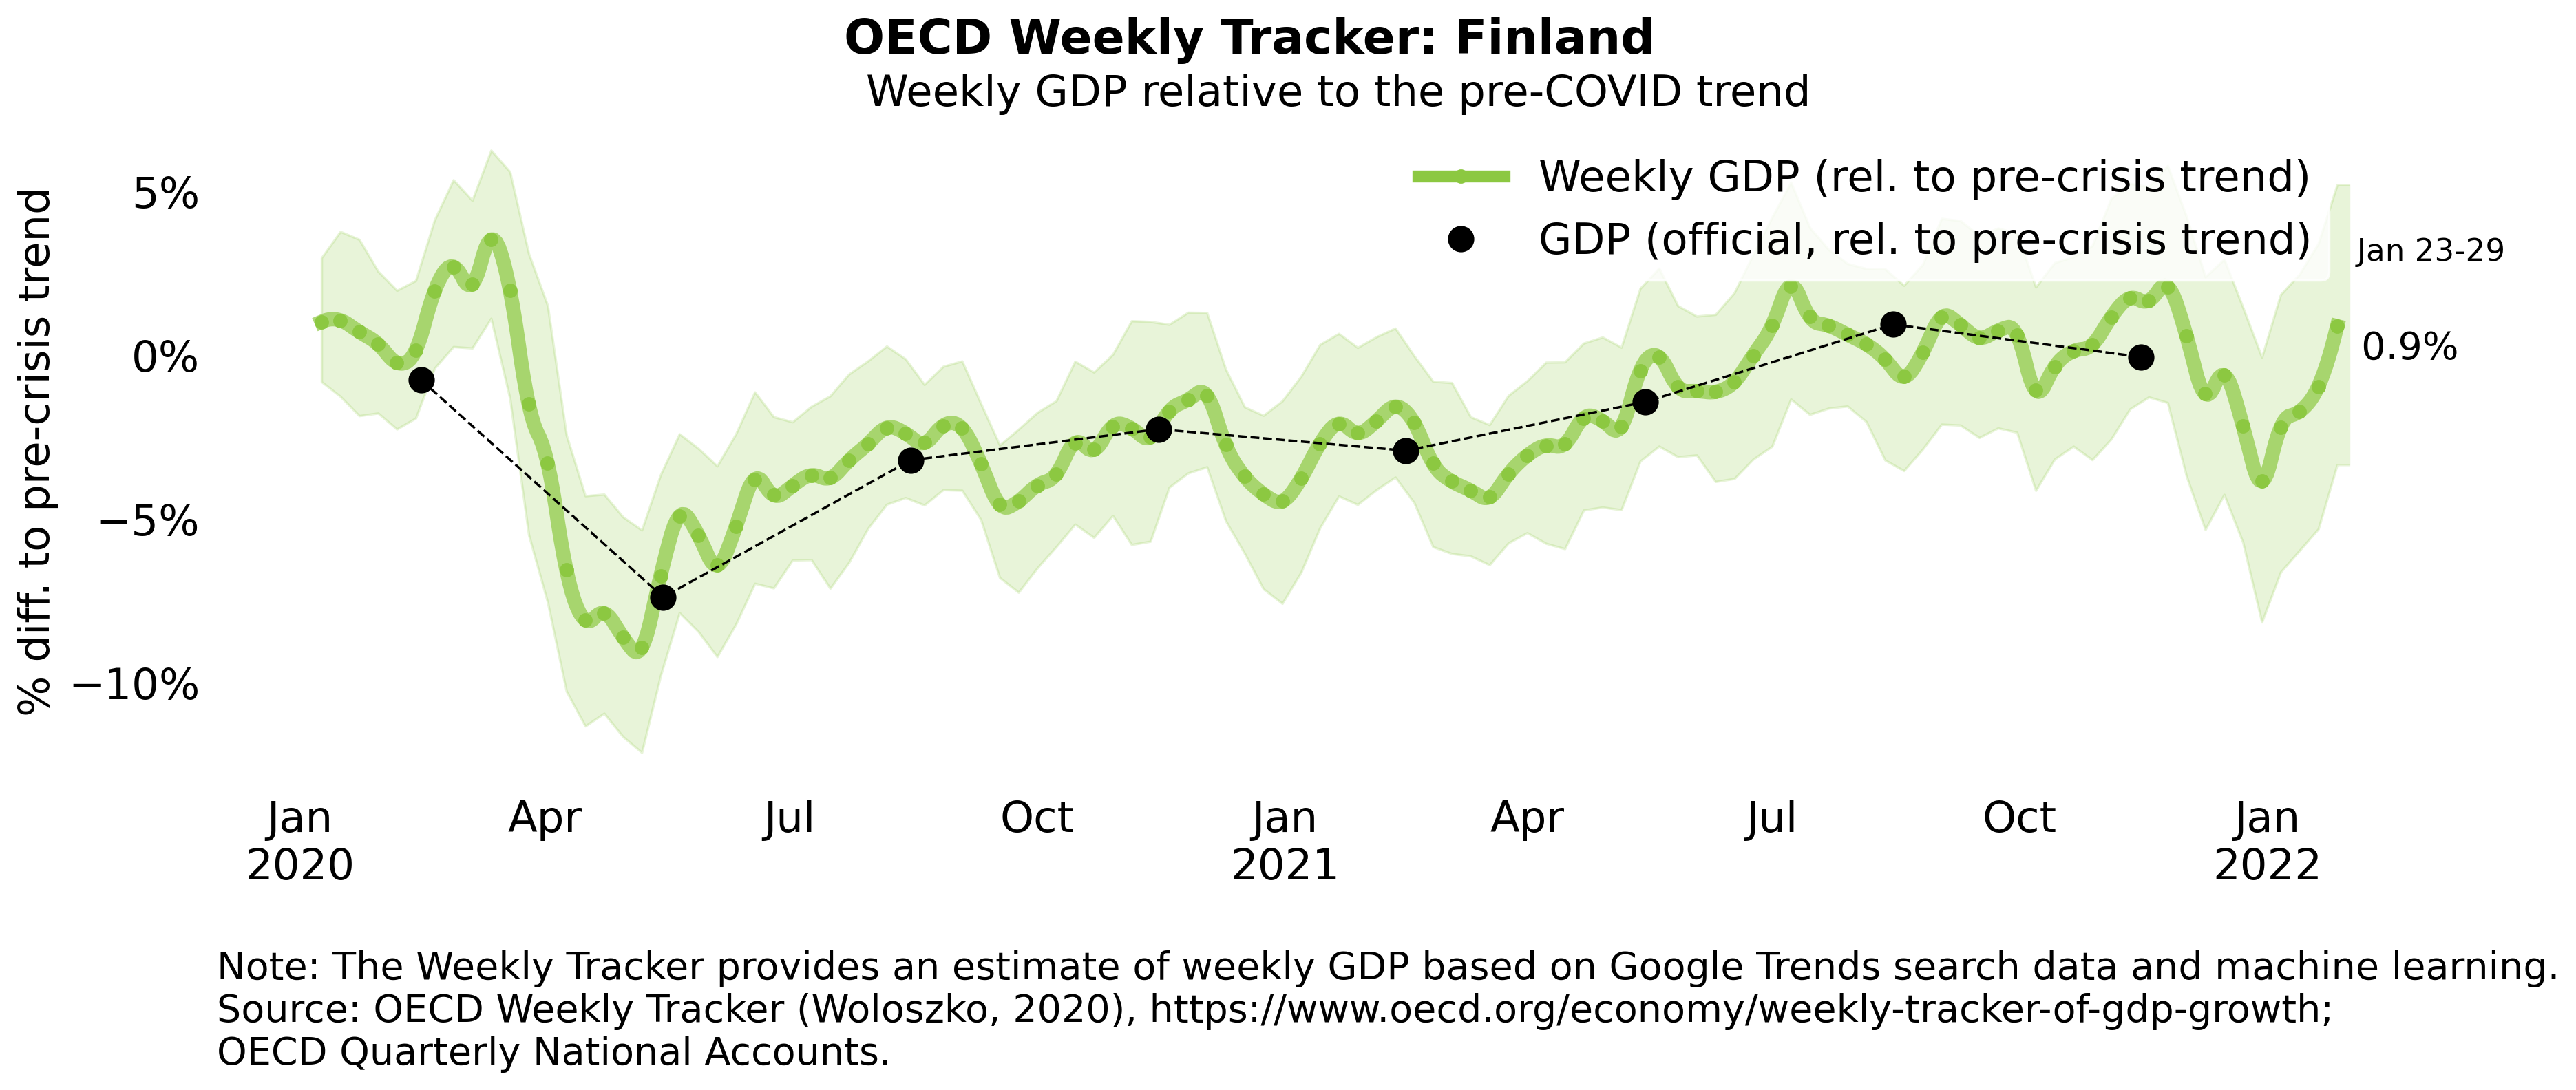 OECD Weekly Tracker: Finland
Weekly GDP relative to the pre-COVID trend
% diff. to pre-crisis trend
5%
0%
−5%
−10%
Weekly GDP (rel. to pre-crisis trend)
GDP (official, rel. to pre-crisis trend)
Jan 23-29
0.9%
Jan Apr Jul Oct Jan Apr Jul Oct Jan
2020 2021 2022
Note: The Weekly Tracker provides an estimate of weekly GDP based on Google Trends search data and machine learning.
Source: OECD Weekly Tracker (Woloszko, 2020), https://www.oecd.org/economy/weekly-tracker-of-gdp-growth;
OECD Quarterly National Accounts.